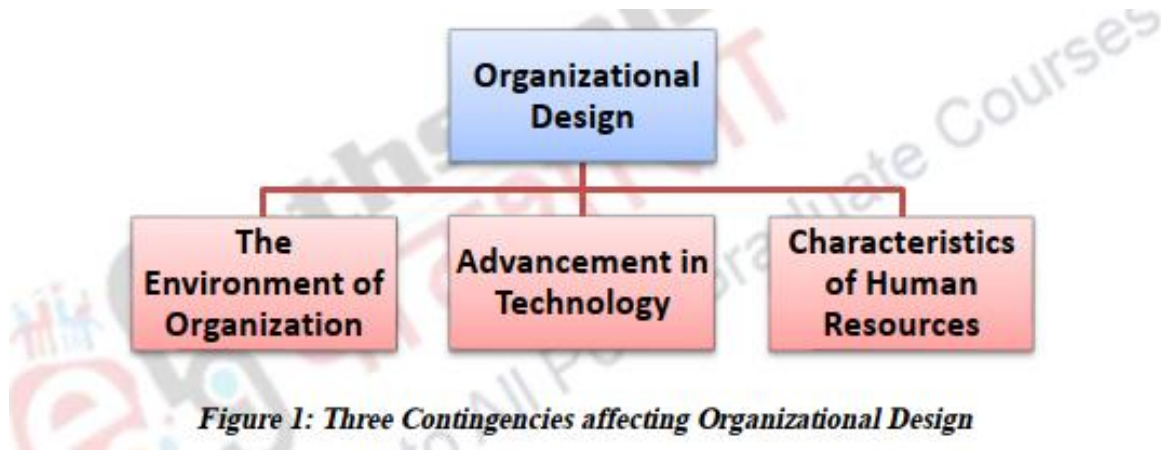 Organizational
Design
The
Environment of
Organization
Advancement in
Technology
Characteristics
of Human
Resources
Figure 1: Three Contingencies affecting Organizational Design
Courses